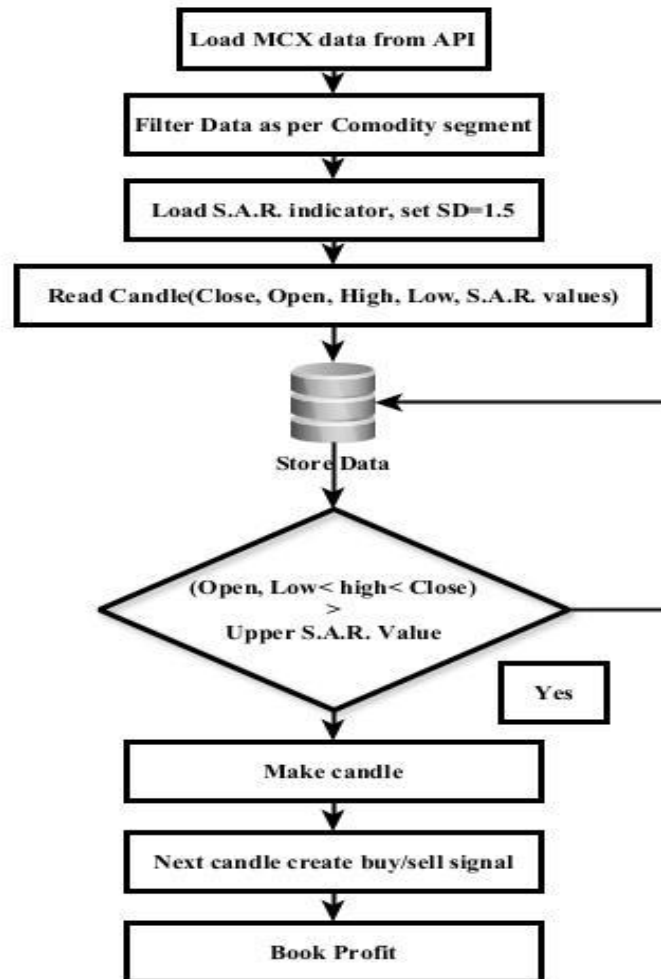 Load MCX data from API
Filter Data as per Comodity segment
Load S.A.R. indicator, set SD=1.5
Read Candle(Close, Open, High, Low, S.A.R. values)
Store Data
(Open, Low< high< Close)
>
Upper S.A.R. Value
Yes
Make candle
Next candle create buy/sell signal
Book Profit